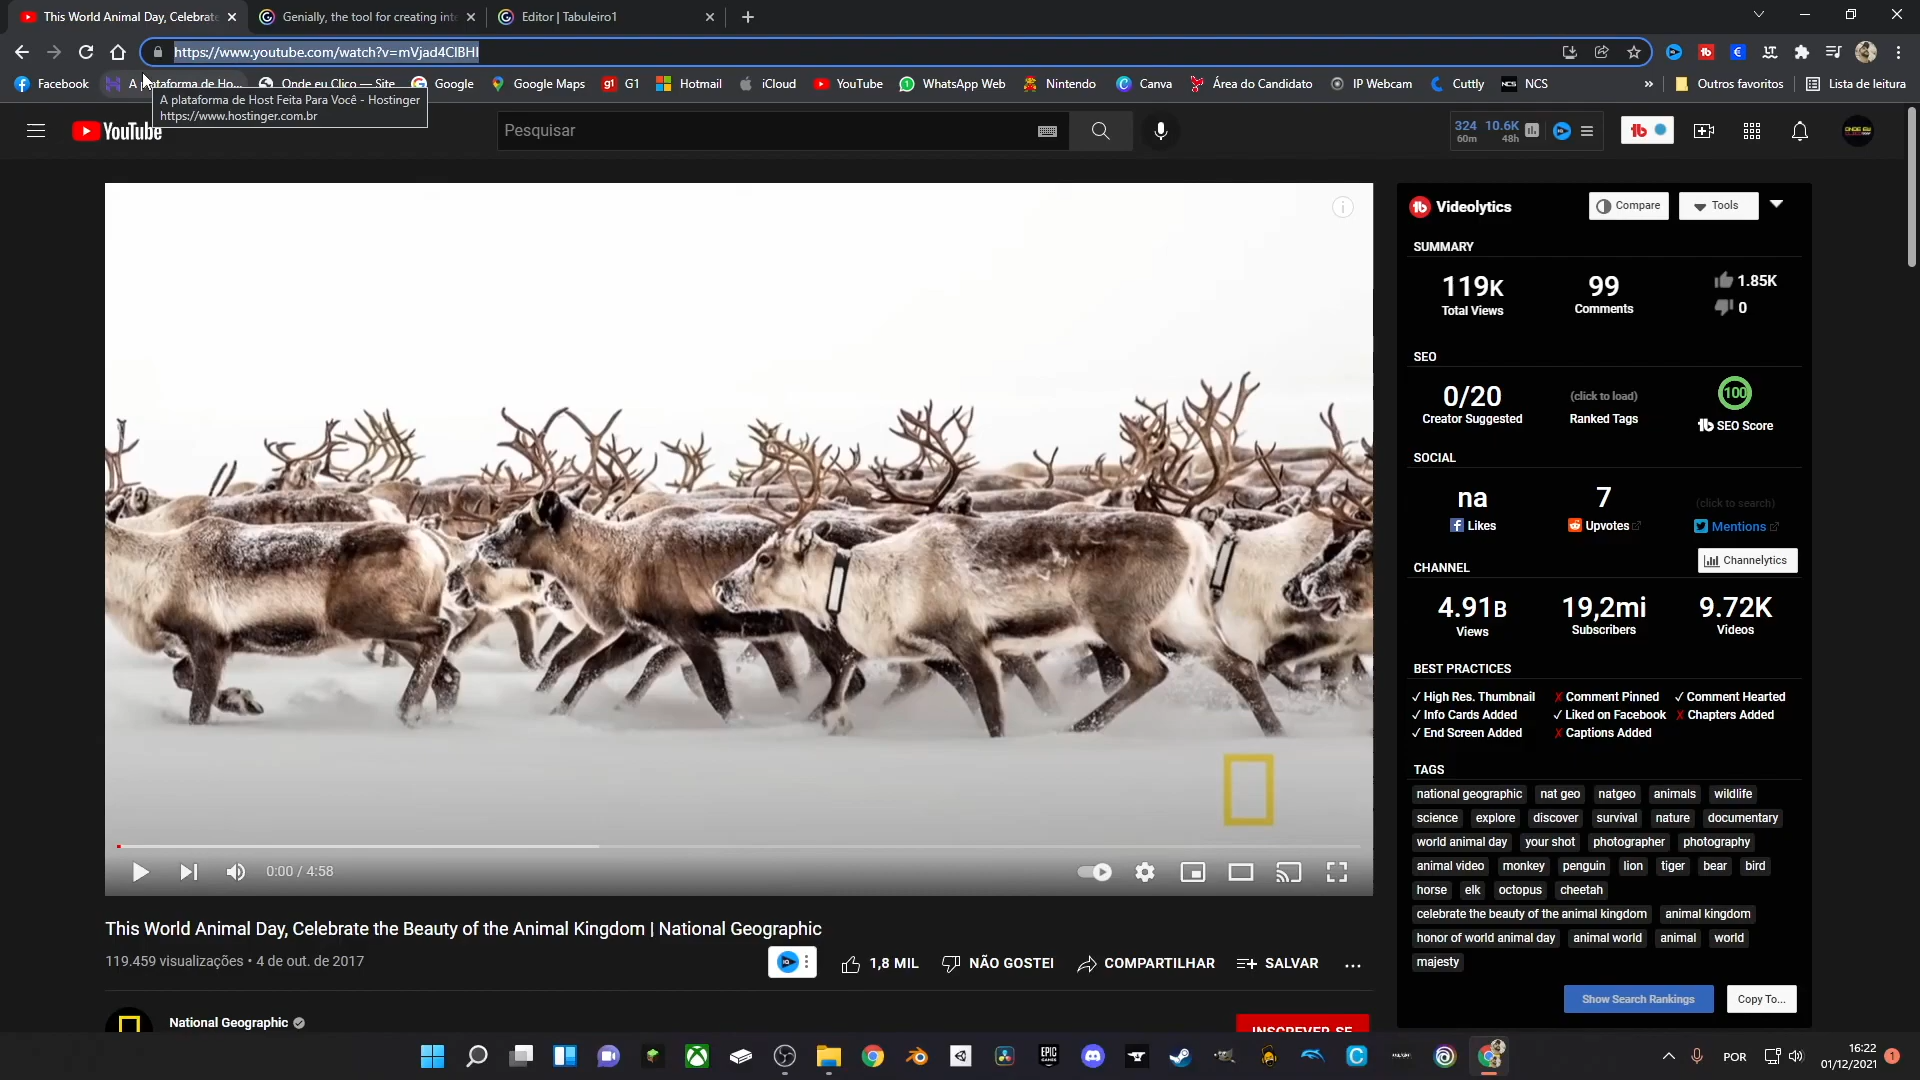 This World Animal Day, Celebrate
Genially, the tool for creating inte
Editor | Tabuleiro1
https://www.youtube.com/watch?v=mVjad4ClBHI
Facebook
A plataforma de Ho...
Onde eu Clico — Site
Google
Google Maps
G1
Hotmail
iCloud
YouTube
WhatsApp Web
Nintendo
Canva
Área do Candidato
IP Webcam
Cuttly
NCS
»
Outros favoritos
Lista de leitura
A plataforma de Host Feita Para Você - Hostinger
https://www.hostinger.com.br
YouTube
Pesquisar
324 10.6K
60m 48h
Videolytics
Compare
Tools
SUMMARY
119K
Total Views
99
Comments
1.85K
0
SEO
0/20
Creator Suggested
(click to load)
Ranked Tags
100
SEO Score
SOCIAL
na
Likes
7
Upvotes
(click to search)
Mentions
Channelytics
CHANNEL
4.91B
Views
19,2mi
Subscribers
9.72K
Videos
BEST PRACTICES
✓ High Res. Thumbnail ✗ Comment Pinned ✓ Comment Hearted
✓ Info Cards Added ✓ Liked on Facebook ✗ Chapters Added
✓ End Screen Added ✗ Captions Added
TAGS
national geographic nat geo natgeo animals wildlife
science explore discover survival nature documentary
world animal day your shot photographer photography
animal video monkey penguin lion tiger bear bird
horse elk octopus cheetah
celebrate the beauty of the animal kingdom animal kingdom
honor of world animal day animal world animal world
majesty
Show Search Rankings
Copy To...
0:00 / 4:58
This World Animal Day, Celebrate the Beauty of the Animal Kingdom | National Geographic
119.459 visualizações • 4 de out. de 2017
1,8 MIL
NÃO GOSTEI
COMPARTILHAR
SALVAR
National Geographic
INSCREVER-SE
EPIC
GAMES
POR
16:22
01/12/2021
1